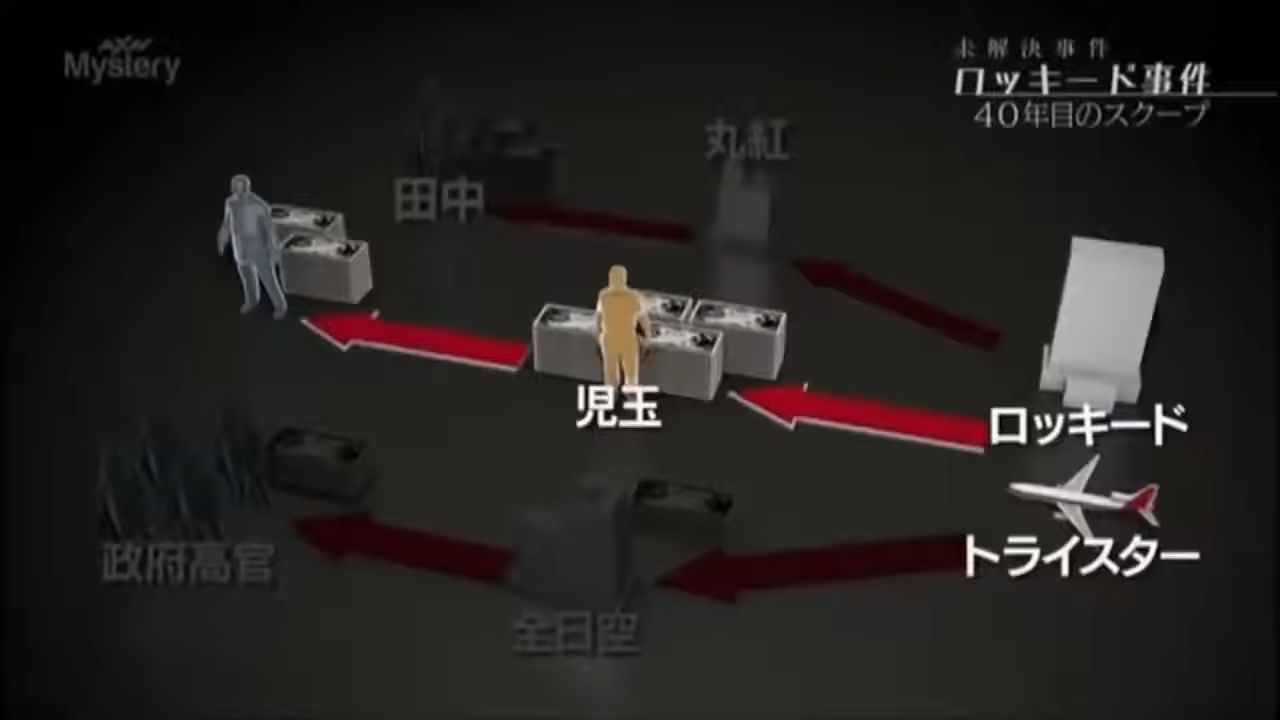 AXN
Mystery
未解決事件
ロッキード事件
40年目のスクープ
丸紅
田中
児玉
ロッキード
トライスター
政府高官
全日空